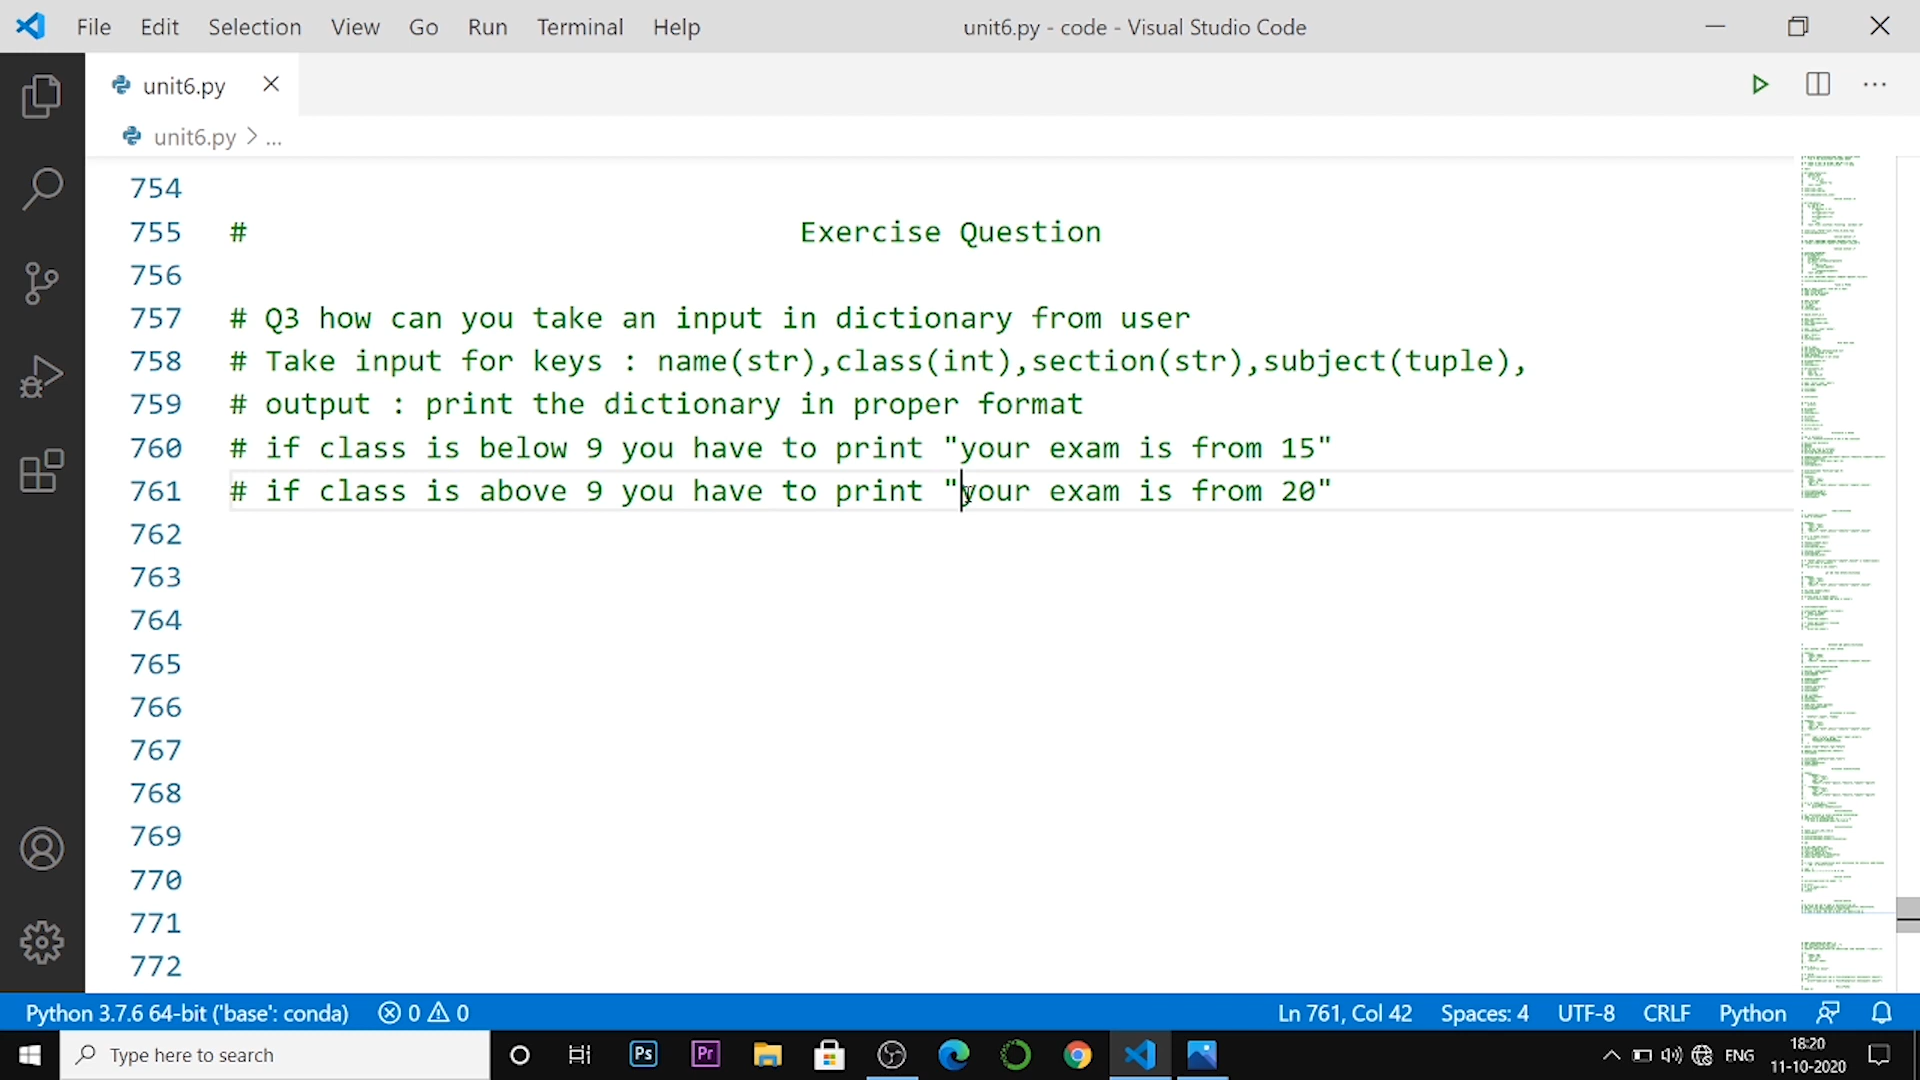 File Edit Selection View Go Run Terminal Help unit6.py - code - Visual Studio Code
unit6.py
unit6.py > ...
754
755 # Exercise Question
756
757 # Q3 how can you take an input in dictionary from user
758 # Take input for keys : name(str),class(int),section(str),subject(tuple),
759 # output : print the dictionary in proper format
760 # if class is below 9 you have to print "your exam is from 15"
761 # if class is above 9 you have to print "your exam is from 20"
762
763
764
765
766
767
768
769
770
771
772
Python 3.7.6 64-bit ('base': conda) 0 0 Ln 761, Col 42 Spaces: 4 UTF-8 CRLF Python
Type here to search Ps Pr ENG 18:20
11-10-2020